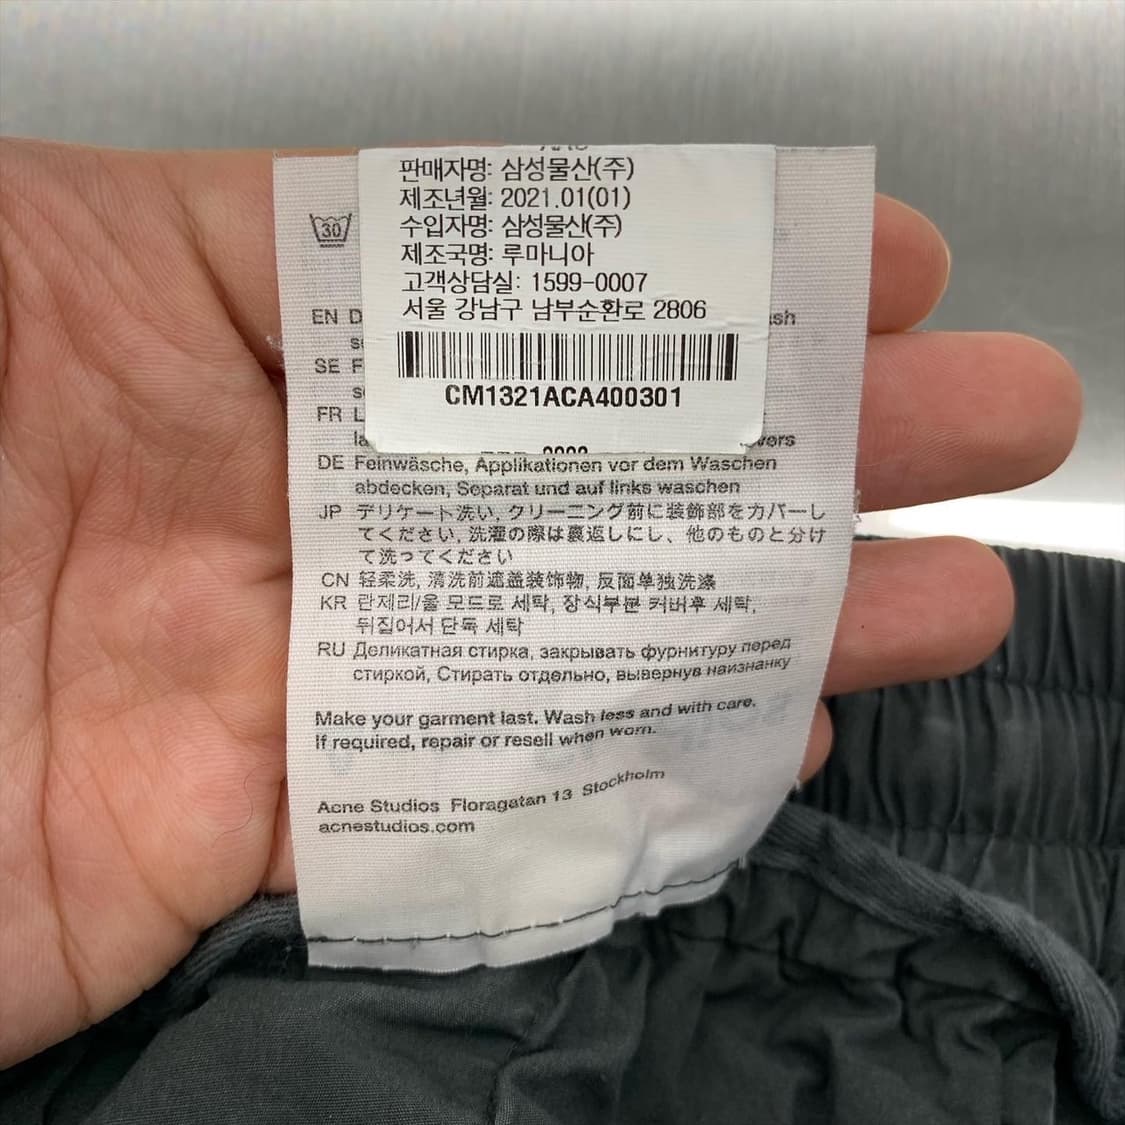 판매자명: 삼성물산(주)
제조년월: 2021.01(01)
수입자명: 삼성물산(주)
제조국명: 루마니아
고객상담실: 1599-0007
서울 강남구 남부순환로 2806
CM1321ACA400301
30
EN
SE
FR
DE Feinwäsche, Applikationen vor dem Waschen
abdecken, Separat und auf links waschen
JP デリケート洗い, クリーニング前に装飾部をカバーし
てください, 洗濯の際は裏返しにし、他のものと分け
て洗ってください
CN 轻柔洗, 清洗前遮盖装饰物, 反面单独洗涤
KR 란제리/울 모드로 세탁, 장식부분 커버후 세탁,
뒤집어서 단독 세탁
RU Деликатная стирка, закрывать фурнитуру перед
стиркой, Стирать отдельно, вывернув наизнанку
Make your garment last. Wash less and with care.
If required, repair or resell when worn.
Acne Studios Floragatan 13 Stockholm
acnestudios.com